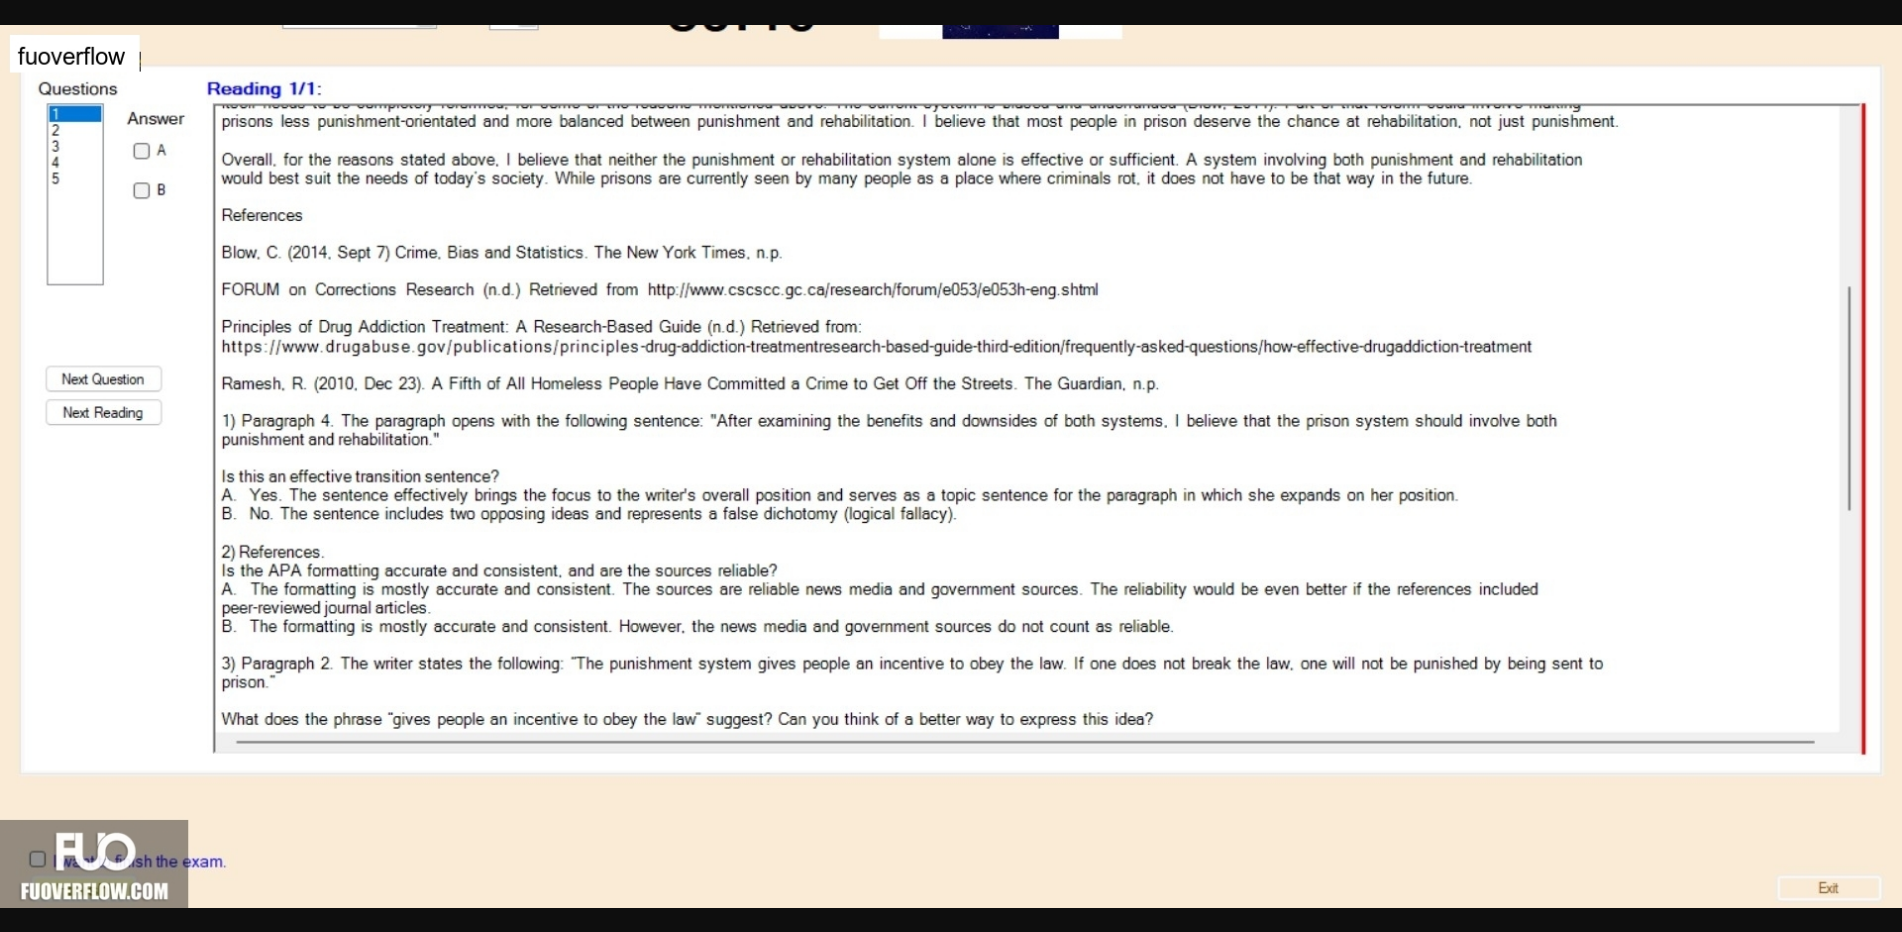 fuoverflow
Questions
Reading 1/1:
1
2
3
4
5
Answer
A
B
Next Question
Next Reading
prisons less punishment-orientated and more balanced between punishment and rehabilitation. I believe that most people in prison deserve the chance at rehabilitation, not just punishment.
Overall, for the reasons stated above, I believe that neither the punishment or rehabilitation system alone is effective or sufficient. A system involving both punishment and rehabilitation
would best suit the needs of today's society. While prisons are currently seen by many people as a place where criminals rot, it does not have to be that way in the future.
References
Blow, C. (2014, Sept 7) Crime, Bias and Statistics. The New York Times, n.p.
FORUM on Corrections Research (n.d.) Retrieved from http://www.cscscc.gc.ca/research/forum/e053/e053h-eng.shtml
Principles of Drug Addiction Treatment: A Research-Based Guide (n.d.) Retrieved from:
https://www.drugabuse.gov/publications/principles-drug-addiction-treatmentresearch-based-guide-third-edition/frequently-asked-questions/how-effective-drugaddiction-treatment
Ramesh, R. (2010, Dec 23). A Fifth of All Homeless People Have Committed a Crime to Get Off the Streets. The Guardian, n.p.
1) Paragraph 4. The paragraph opens with the following sentence: "After examining the benefits and downsides of both systems, I believe that the prison system should involve both
punishment and rehabilitation."
Is this an effective transition sentence?
A. Yes. The sentence effectively brings the focus to the writer's overall position and serves as a topic sentence for the paragraph in which she expands on her position.
B. No. The sentence includes two opposing ideas and represents a false dichotomy (logical fallacy).
2) References.
Is the APA formatting accurate and consistent, and are the sources reliable?
A. The formatting is mostly accurate and consistent. The sources are reliable news media and government sources. The reliability would be even better if the references included
peer-reviewed journal articles.
B. The formatting is mostly accurate and consistent. However, the news media and government sources do not count as reliable.
3) Paragraph 2. The writer states the following: "The punishment system gives people an incentive to obey the law. If one does not break the law, one will not be punished by being sent to
prison."
What does the phrase "gives people an incentive to obey the law" suggest? Can you think of a better way to express this idea?
FUO
the exam.
FUOVERFLOW.COM
Exit